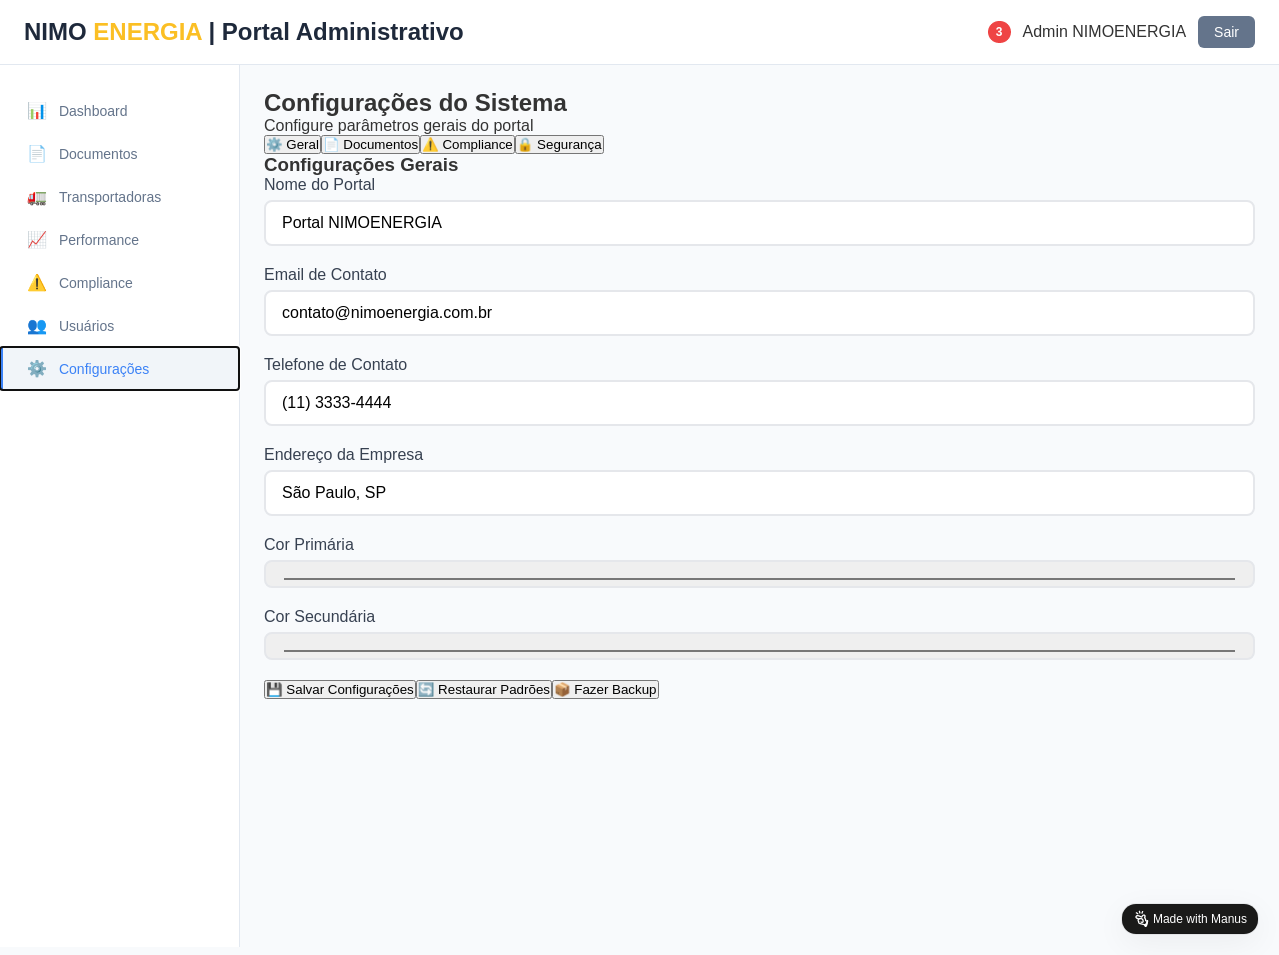 NIMO ENERGIA | Portal Administrativo
3 Admin NIMOENERGIA Sair
Dashboard
Documentos
Transportadoras
Performance
Compliance
Usuários
Configurações
Configurações do Sistema
Configure parâmetros gerais do portal
Geral Documentos Compliance Segurança
Configurações Gerais
Nome do Portal
Portal NIMOENERGIA
Email de Contato
contato@nimoenergia.com.br
Telefone de Contato
(11) 3333-4444
Endereço da Empresa
São Paulo, SP
Cor Primária
Cor Secundária
Salvar Configurações Restaurar Padrões Fazer Backup
Made with Manus